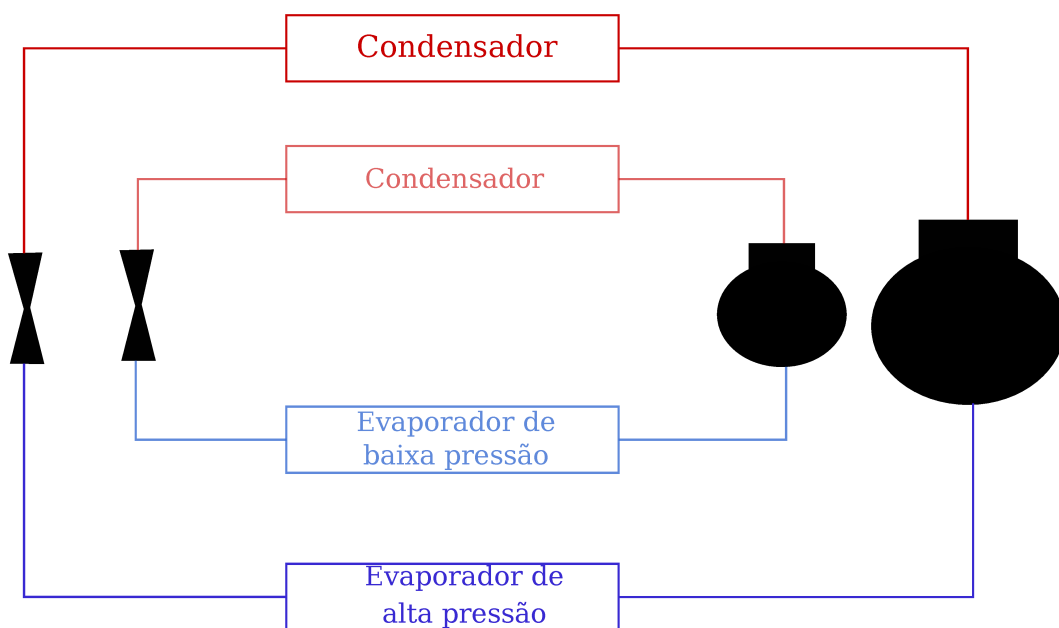 Condensador
Condensador
Evaporador de
baixa pressão
Evaporador de
alta pressão